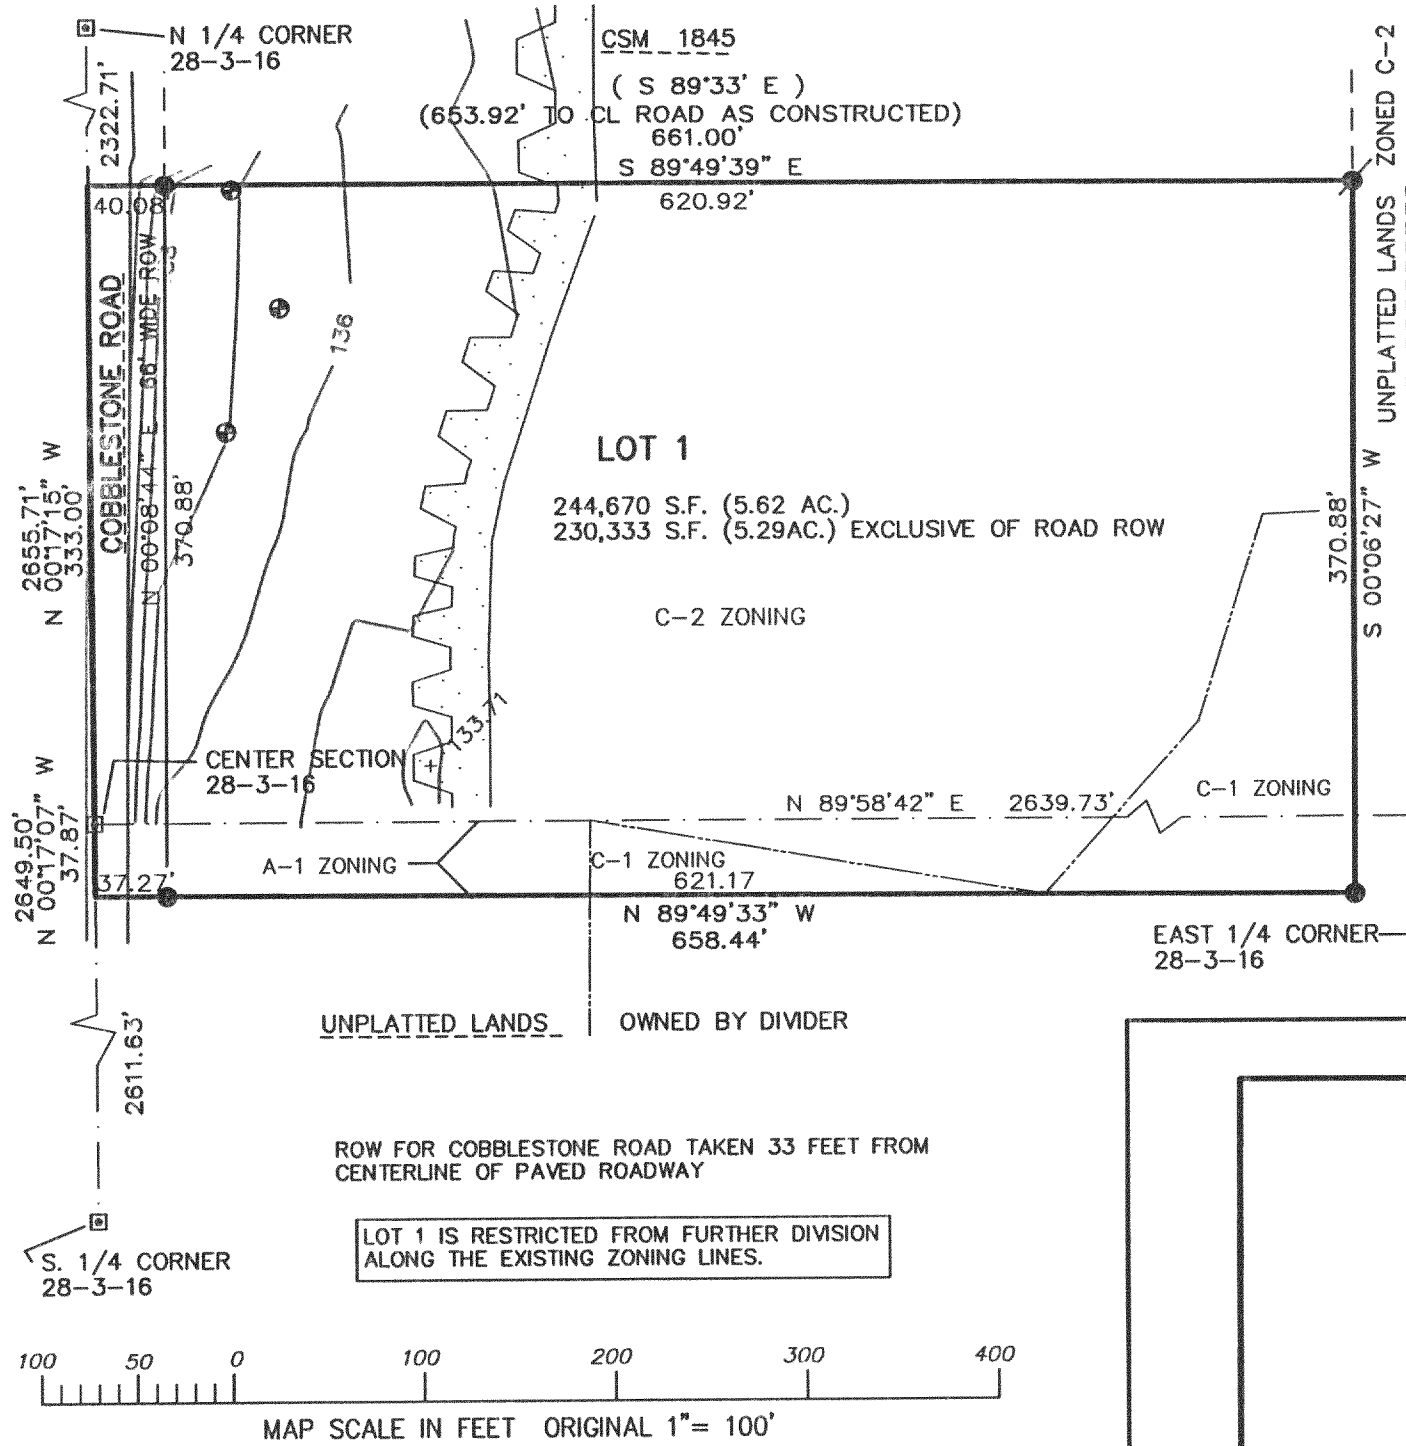 N 1/4 CORNER
28-3-16
CSM 1845
( S 89°33' E )
(653.92' TO CL ROAD AS CONSTRUCTED)
661.00'
S 89°49'39" E
620.92'
2322.71'
40.08'
ZONED C-2
UNPLATTED LANDS
COBBLESTONE ROAD
N 00°08'44" E 66' WIDE ROW
370.88'
136
LOT 1
244,670 S.F. (5.62 AC.)
230,333 S.F. (5.29AC.) EXCLUSIVE OF ROAD ROW
C-2 ZONING
2655.71'
N 00°17'15" W
333.00'
370.88'
S 00°06'27" W
133.71
CENTER SECTION
28-3-16
N 89°58'42" E 2639.73'
C-1 ZONING
2649.50'
N 00°17'07" W
37.87'
37.27'
A-1 ZONING
C-1 ZONING
621.17
N 89°49'33" W
658.44'
EAST 1/4 CORNER
28-3-16
UNPLATTED LANDS OWNED BY DIVIDER
2611.63'
ROW FOR COBBLESTONE ROAD TAKEN 33 FEET FROM
CENTERLINE OF PAVED ROADWAY
LOT 1 IS RESTRICTED FROM FURTHER DIVISION
ALONG THE EXISTING ZONING LINES.
S. 1/4 CORNER
28-3-16
100 50 0 100 200 300 400
MAP SCALE IN FEET ORIGINAL 1"= 100'